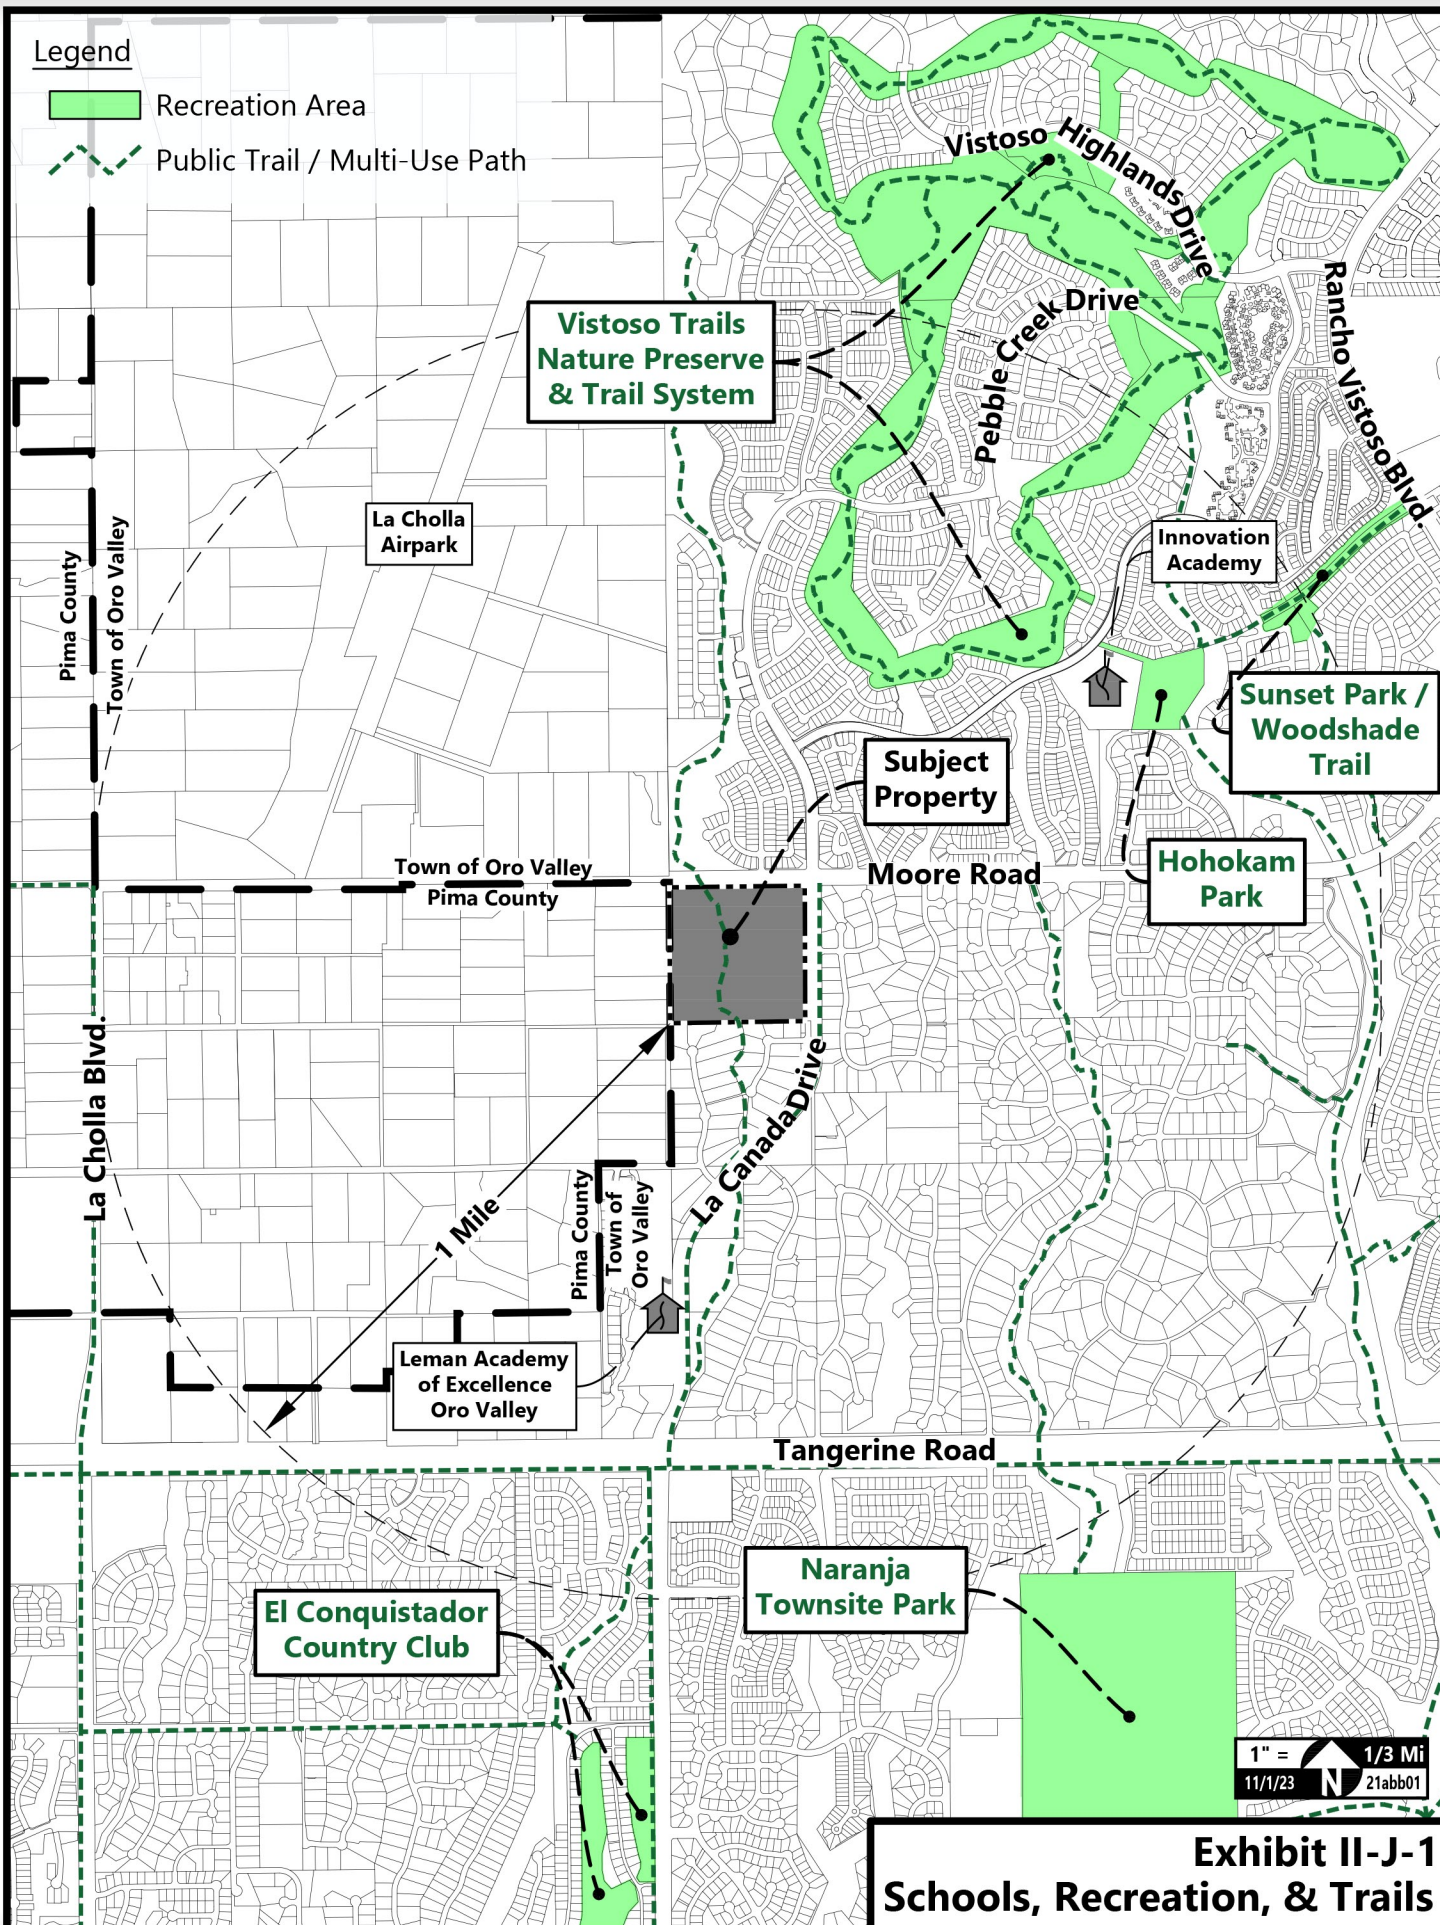 Legend
Recreation Area
Public Trail / Multi-Use Path
Vistoso Highlands Drive
Pebble Creek Drive
Rancho Vistoso Blvd.
Vistoso Trails
Nature Preserve
& Trail System
La Cholla
Airpark
Innovation
Academy
Pima County
Town of Oro Valley
Sunset Park /
Woodshade
Trail
Subject
Property
Hohokam
Park
Town of Oro Valley
Pima County
Moore Road
La Cholla Blvd.
La Canada Drive
1 Mile
Pima County
Town of
Oro Valley
Leman Academy
of Excellence
Oro Valley
Tangerine Road
Naranja
Townsite Park
El Conquistador
Country Club
1" = 1/3 Mi
11/1/23 N 21abb01
Exhibit II-J-1
Schools, Recreation, & Trails